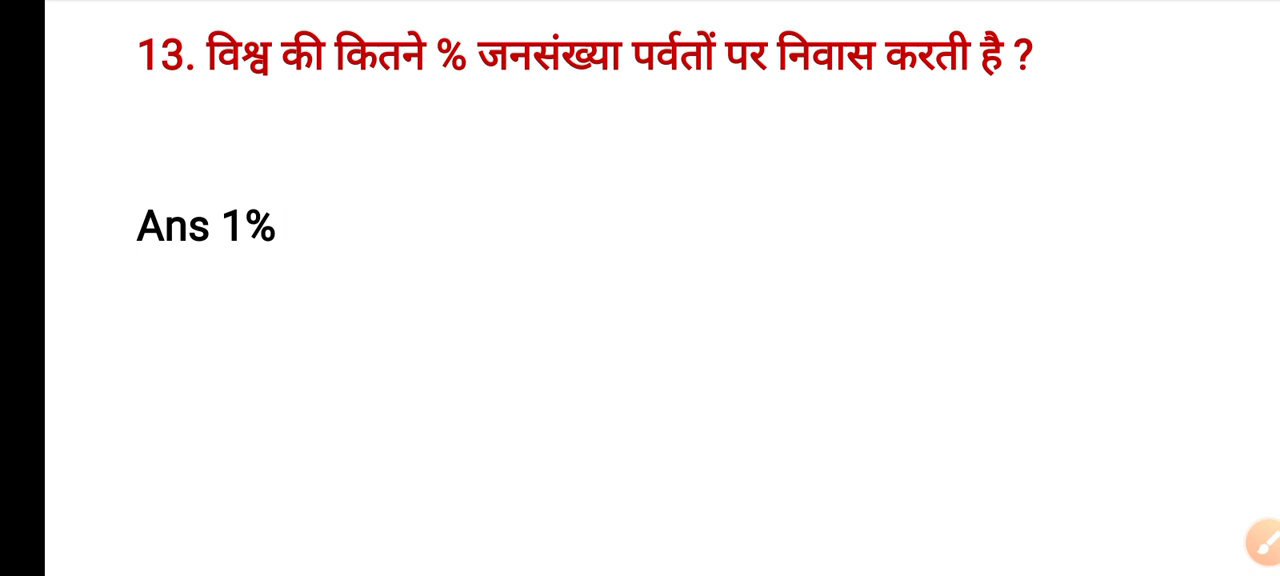 13. विश्व की कितने % जनसंख्या पर्वतों पर निवास करती है ?
Ans 1%